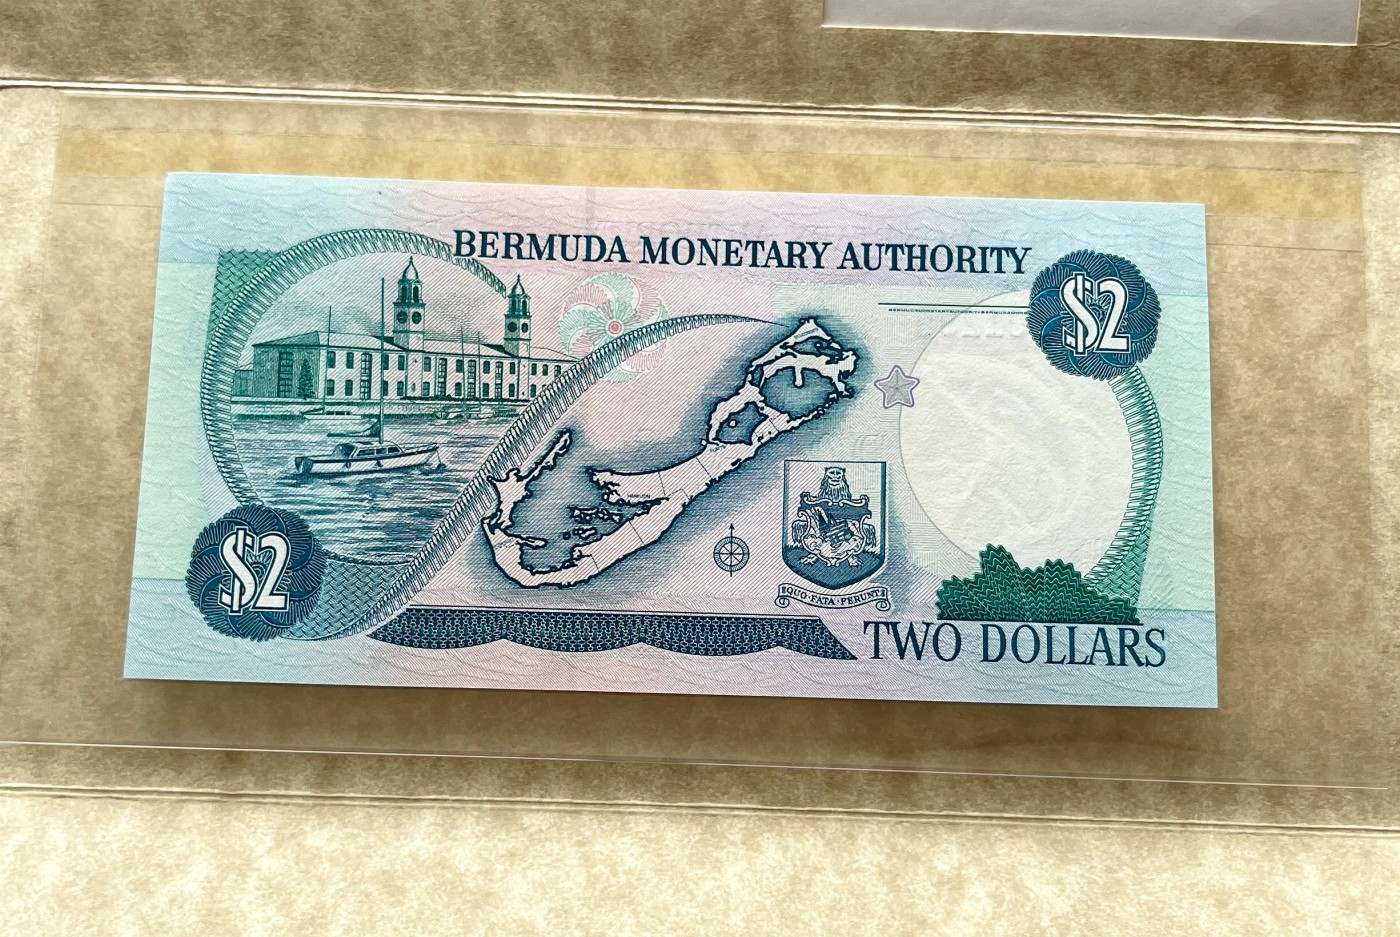 BERMUDA MONETARY AUTHORITY
$2
$2
QUO FATA FERUNT
TWO DOLLARS